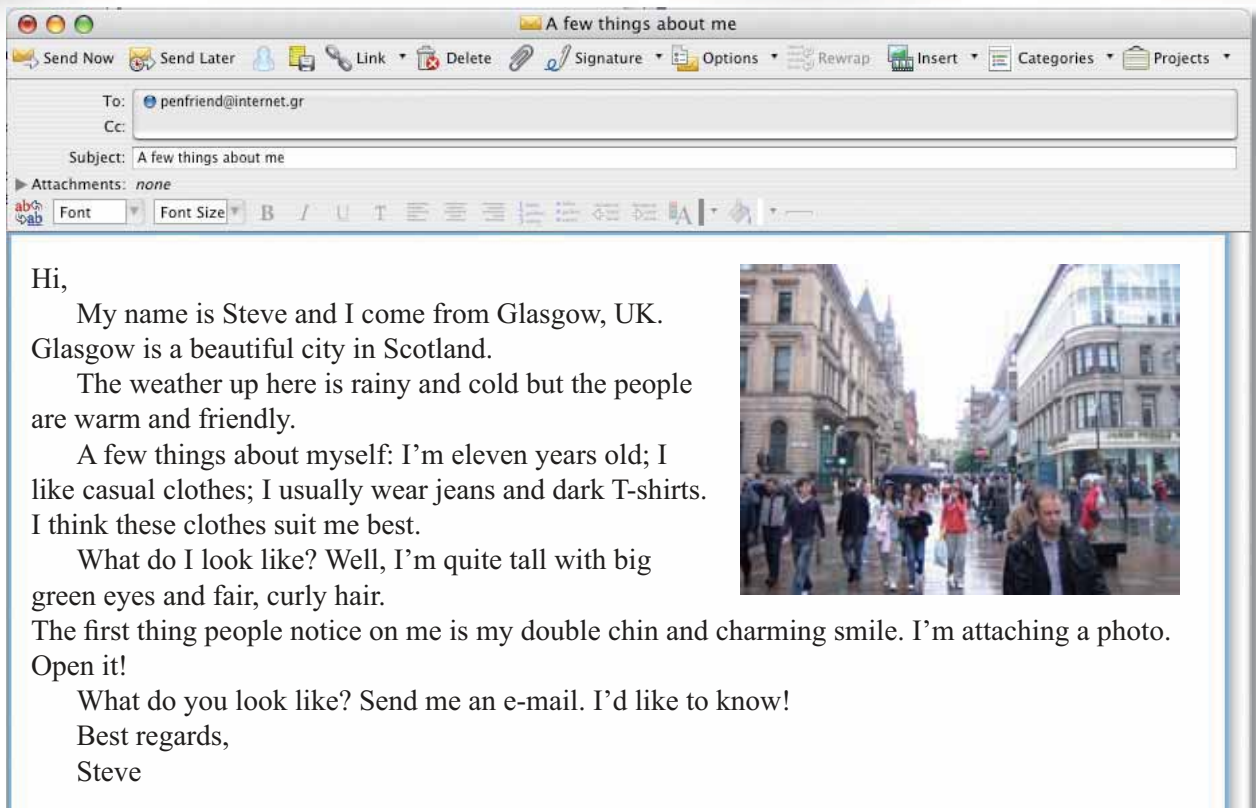 A few things about me
Send Now Send Later Link Delete Signature Options Rewrap Insert Categories Projects
To: penfriend@internet.gr
Cc:
Subject: A few things about me
Attachments: none
Font Font Size B I U T
Hi,
My name is Steve and I come from Glasgow, UK.
Glasgow is a beautiful city in Scotland.
The weather up here is rainy and cold but the people
are warm and friendly.
A few things about myself: I'm eleven years old; I
like casual clothes; I usually wear jeans and dark T-shirts.
I think these clothes suit me best.
What do I look like? Well, I'm quite tall with big
green eyes and fair, curly hair.
The first thing people notice on me is my double chin and charming smile. I'm attaching a photo.
Open it!
What do you look like? Send me an e-mail. I'd like to know!
Best regards,
Steve